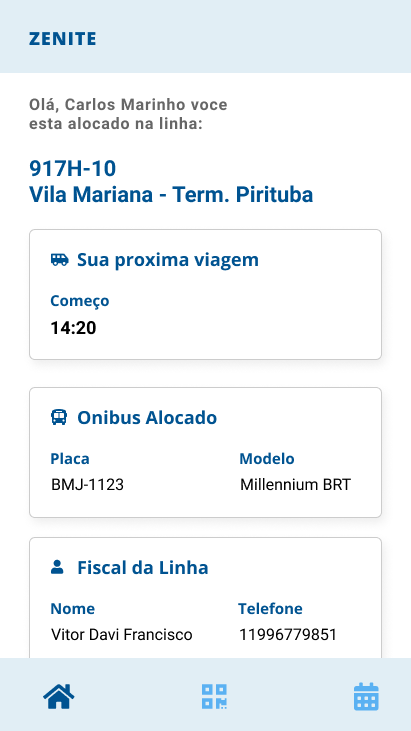 ZENITE
Olá, Carlos Marinho voce
esta alocado na linha:
917H-10
Vila Mariana - Term. Pirituba
Sua proxima viagem
Começo
14:20
Onibus Alocado
Placa Modelo
BMJ-1123 Millennium BRT
Fiscal da Linha
Nome Telefone
Vitor Davi Francisco 11996779851